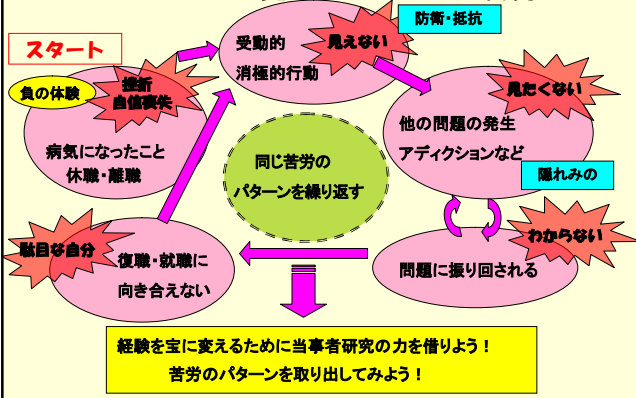 スタート
負の体験
挫折
自信喪失
病気になったこと
休職・離職
受動的
消極的行動
見えない
防衛・抵抗
見たくない
他の問題の発生
アディクションなど
隠れみの
わからない
問題に振り回される
同じ苦労の
パターンを繰り返す
駄目な自分
復職・就職に
向き合えない
経験を宝に変えるために当事者研究の力を借りよう！
苦労のパターンを取り出してみよう！